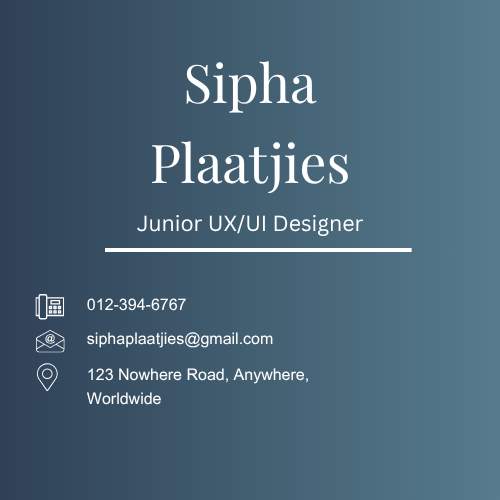 Sipha
Plaatjies
Junior UX/UI Designer
012-394-6767
@
siphaplaatjies@gmail.com
123 Nowhere Road, Anywhere,
Worldwide